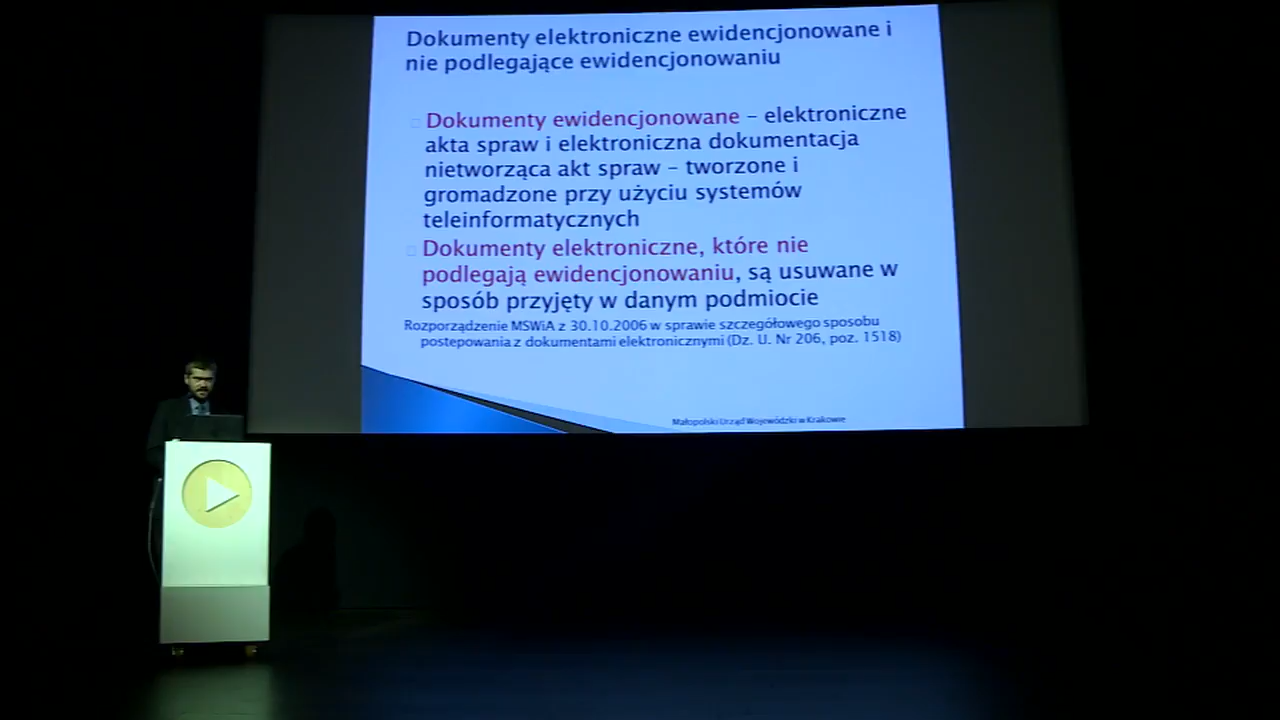 Dokumenty elektroniczne ewidencjonowane i
nie podlegające ewidencjonowaniu
Dokumenty ewidencjonowane – elektroniczne
akta spraw i elektroniczna dokumentacja
nietworząca akt spraw – tworzone i
gromadzone przy użyciu systemów
teleinformatycznych
Dokumenty elektroniczne, które nie
podlegają ewidencjonowaniu, są usuwane w
sposób przyjęty w danym podmiocie
Rozporządzenie MSWiA z 30.10.2006 w sprawie szczegółowego sposobu
postepowania z dokumentami elektronicznymi (Dz. U. Nr 206, poz. 1518)
Małopolski Urząd Wojewódzki w Krakowie